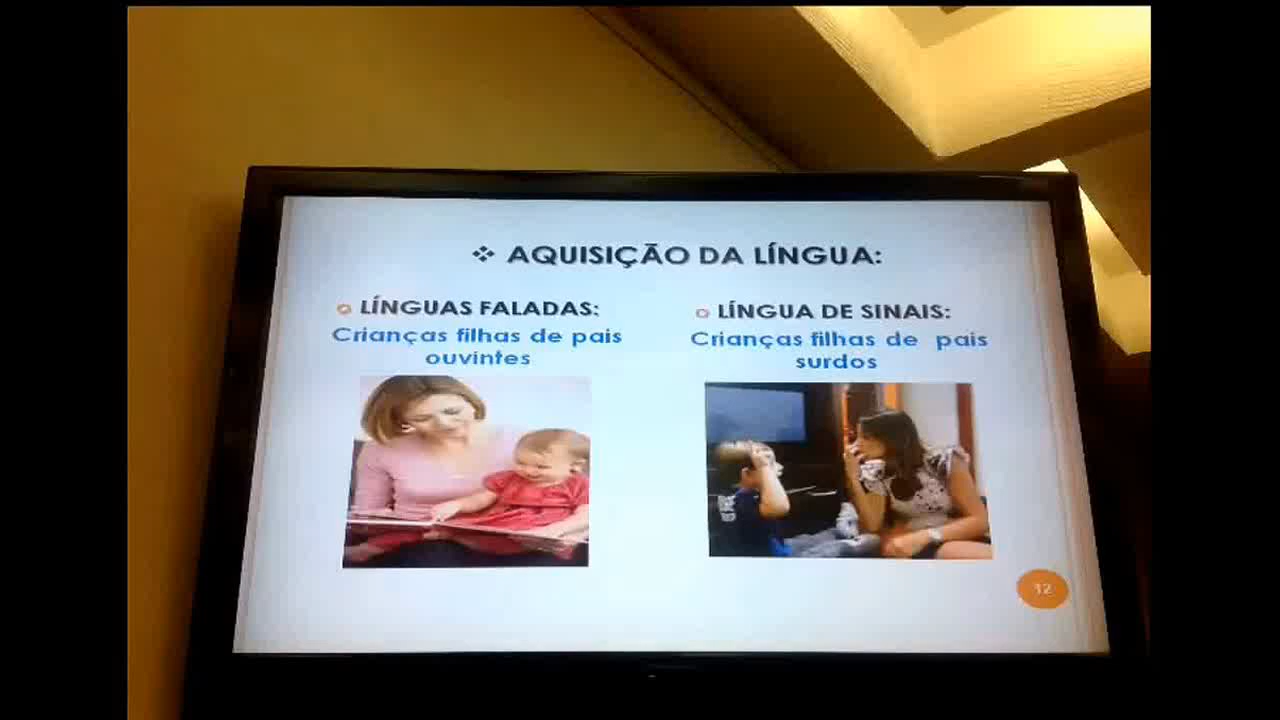 ❖ AQUISIÇÃO DA LÍNGUA:
LÍNGUAS FALADAS:
Crianças filhas de pais
ouvintes
LÍNGUA DE SINAIS:
Crianças filhas de pais
surdos
12